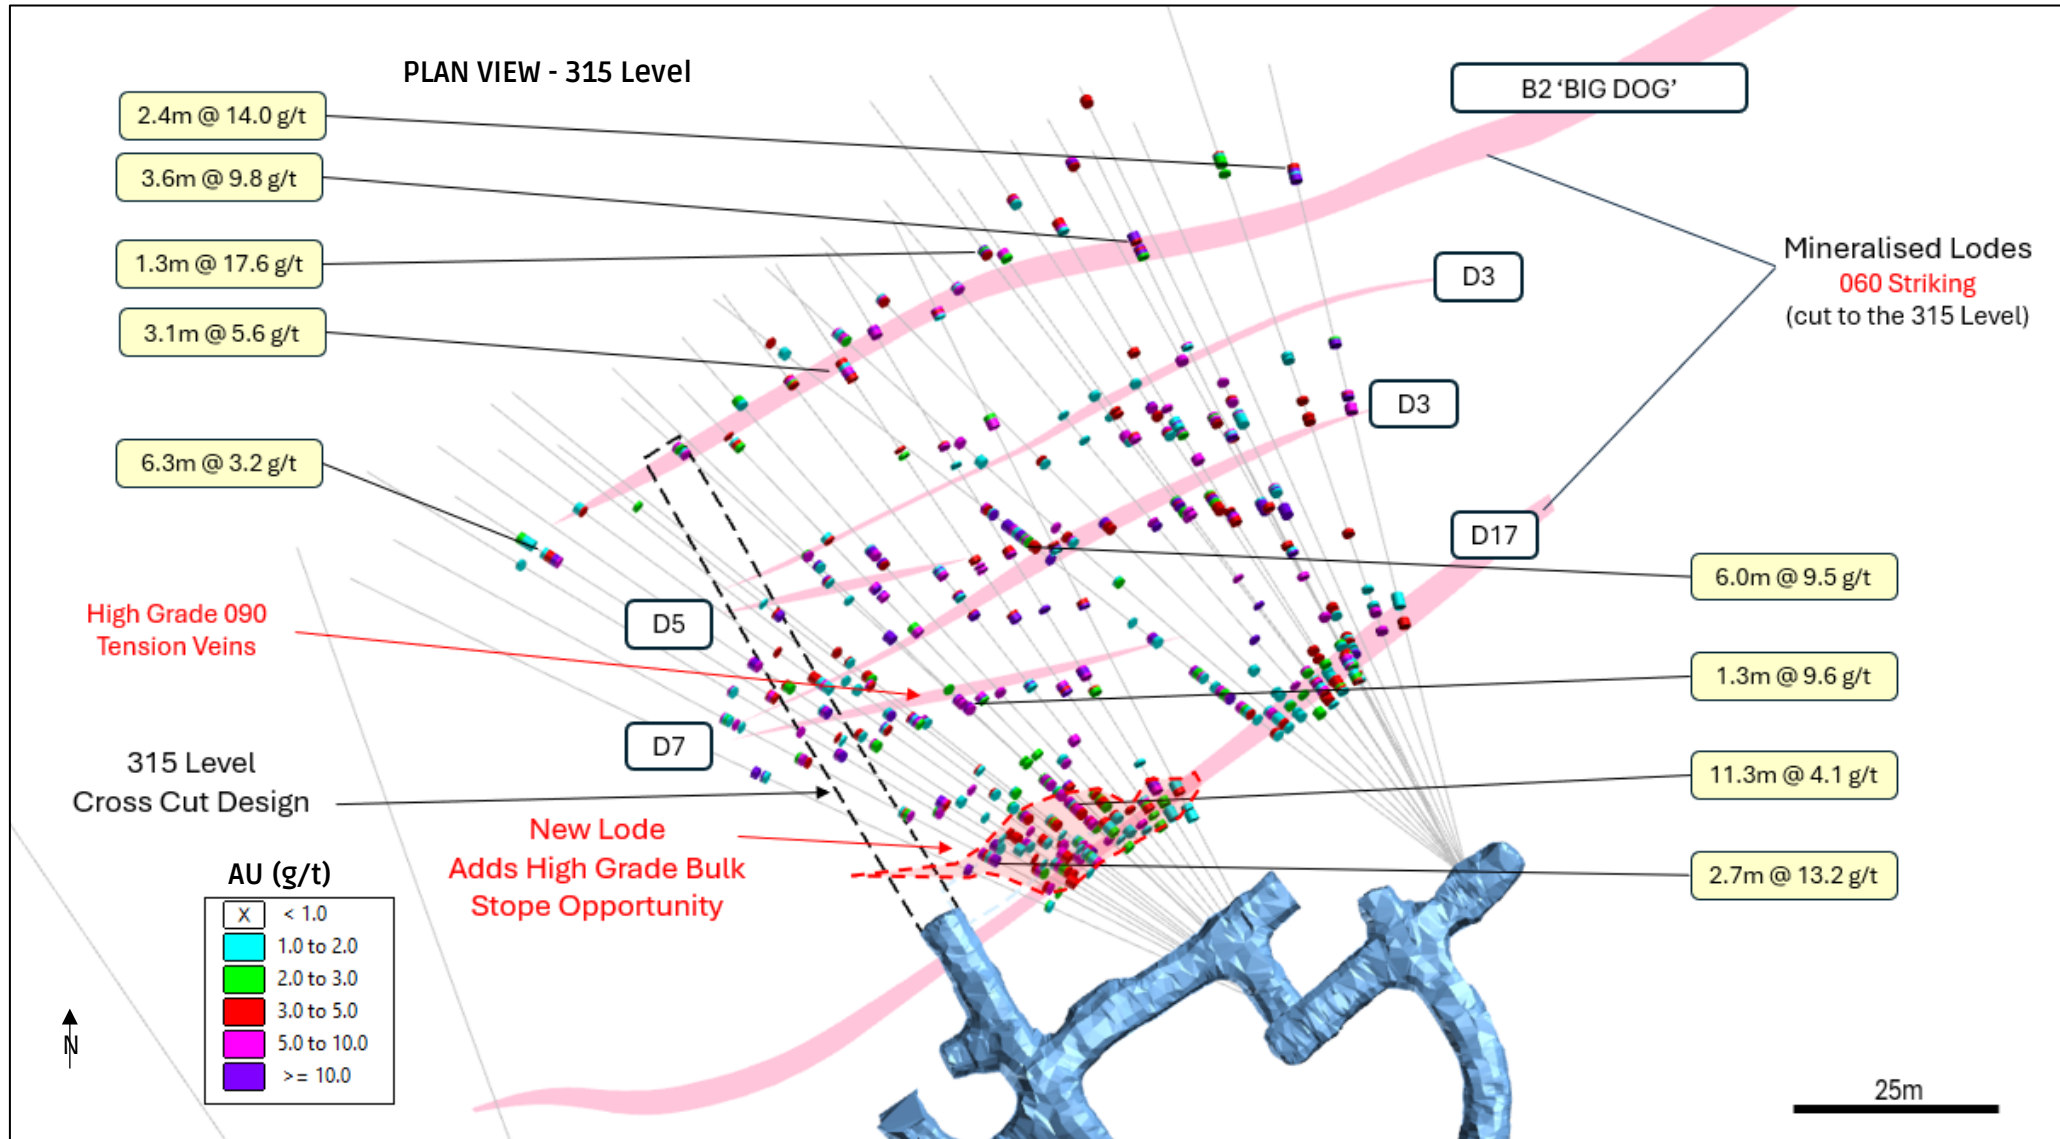 PLAN VIEW - 315 Level
B2 ‘BIG DOG’
2.4m @ 14.0 g/t
3.6m @ 9.8 g/t
1.3m @ 17.6 g/t
3.1m @ 5.6 g/t
6.3m @ 3.2 g/t
Mineralised Lodes
060 Striking
(cut to the 315 Level)
D3
D3
D17
6.0m @ 9.5 g/t
1.3m @ 9.6 g/t
11.3m @ 4.1 g/t
2.7m @ 13.2 g/t
High Grade 090
Tension Veins
D5
D7
315 Level
Cross Cut Design
New Lode
Adds High Grade Bulk
Stope Opportunity
AU (g/t)
X < 1.0
1.0 to 2.0
2.0 to 3.0
3.0 to 5.0
5.0 to 10.0
>= 10.0
N
25m